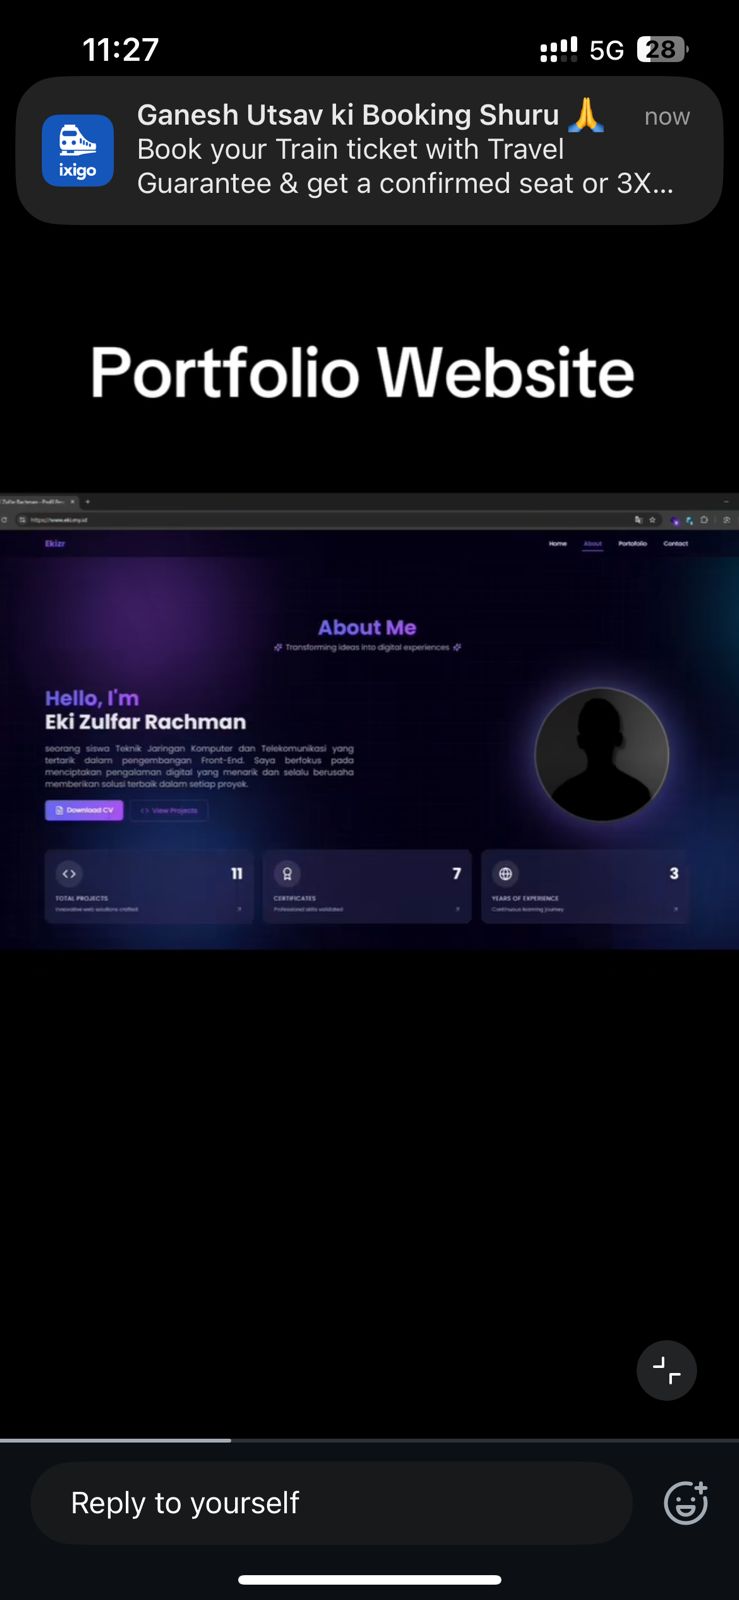 11:27
5G
28
Ganesh Utsav ki Booking Shuru 🙏
now
Book your Train ticket with Travel
Guarantee & get a confirmed seat or 3X...
ixigo
Portfolio Website
https://www.eki.my.id
Ekizr
Home
About
Portofolio
Contact
About Me
Transforming ideas into digital experiences
Hello, I'm
Eki Zulfar Rachman
seorang siswa Teknik Jaringan Komputer dan Telekomunikasi yang
tertarik dalam pengembangan Front-End. Saya berfokus pada
menciptakan pengalaman digital yang menarik dan selalu berusaha
memberikan solusi terbaik dalam setiap proyek.
Download CV
<> View Projects
11
TOTAL PROJECTS
Innovative web solutions crafted
7
CERTIFICATES
Professional skills validated
3
YEARS OF EXPERIENCE
Continuous learning journey
Reply to yourself